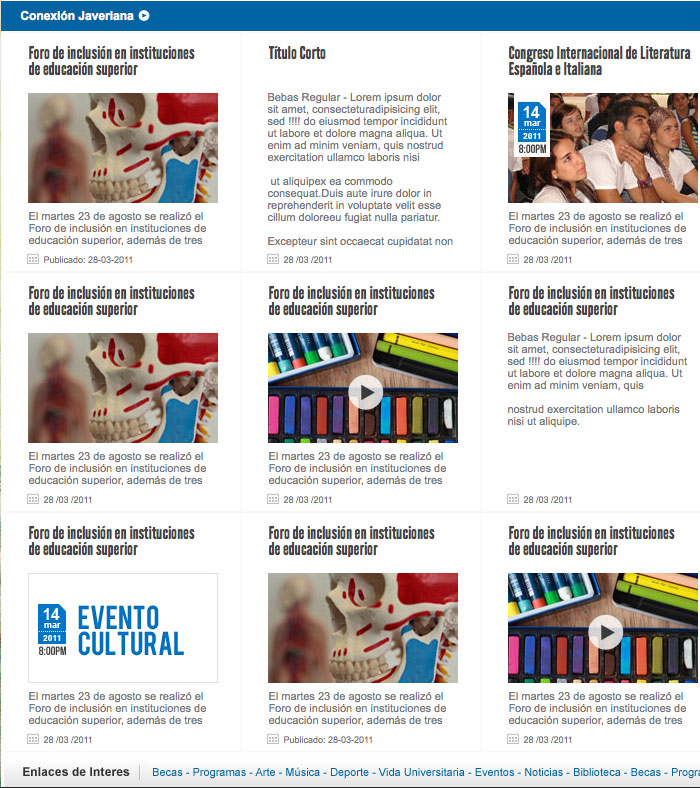 Conexión Javeriana
Foro de inclusión en instituciones
de educación superior
El martes 23 de agosto se realizó el
Foro de inclusión en instituciones de
educación superior, además de tres
Publicado: 28-03-2011
Título Corto
Bebas Regular - Lorem ipsum dolor
sit amet, consecteturadipisicing elit,
sed !!!! do eiusmod tempor incididunt
ut labore et dolore magna aliqua. Ut
enim ad minim veniam, quis nostrud
exercitation ullamco laboris nisi
ut aliquipex ea commodo
consequat.Duis aute irure dolor in
reprehenderit in voluptate velit esse
cillum doloreeu fugiat nulla pariatur.
Excepteur sint occaecat cupidatat non
28 /03 /2011
Congreso Internacional de Literatura
Española e Italiana
14
mar
2011
8:00PM
El martes 23 de agosto se realizó el
Foro de inclusión en instituciones de
educación superior, además de tres
28 /03 /2011
Foro de inclusión en instituciones
de educación superior
El martes 23 de agosto se realizó el
Foro de inclusión en instituciones de
educación superior, además de tres
28 /03 /2011
Foro de inclusión en instituciones
de educación superior
El martes 23 de agosto se realizó el
Foro de inclusión en instituciones de
educación superior, además de tres
28 /03 /2011
Foro de inclusión en instituciones
de educación superior
Bebas Regular - Lorem ipsum dolor
sit amet, consecteturadipisicing elit,
sed !!!! do eiusmod tempor incididunt
ut labore et dolore magna aliqua. Ut
enim ad minim veniam, quis
nostrud exercitation ullamco laboris
nisi ut aliquipe.
28 /03 /2011
Foro de inclusión en instituciones
de educación superior
14
mar
2011
8:00PM
EVENTO
CULTURAL
El martes 23 de agosto se realizó el
Foro de inclusión en instituciones de
educación superior, además de tres
28 /03 /2011
Foro de inclusión en instituciones
de educación superior
El martes 23 de agosto se realizó el
Foro de inclusión en instituciones de
educación superior, además de tres
Publicado: 28-03-2011
Foro de inclusión en instituciones
de educación superior
El martes 23 de agosto se realizó el
Foro de inclusión en instituciones de
educación superior, además de tres
28 /03 /2011
Enlaces de Interes
Becas - Programas - Arte - Música - Deporte - Vida Universitaria - Eventos - Noticias - Biblioteca - Becas - Progra